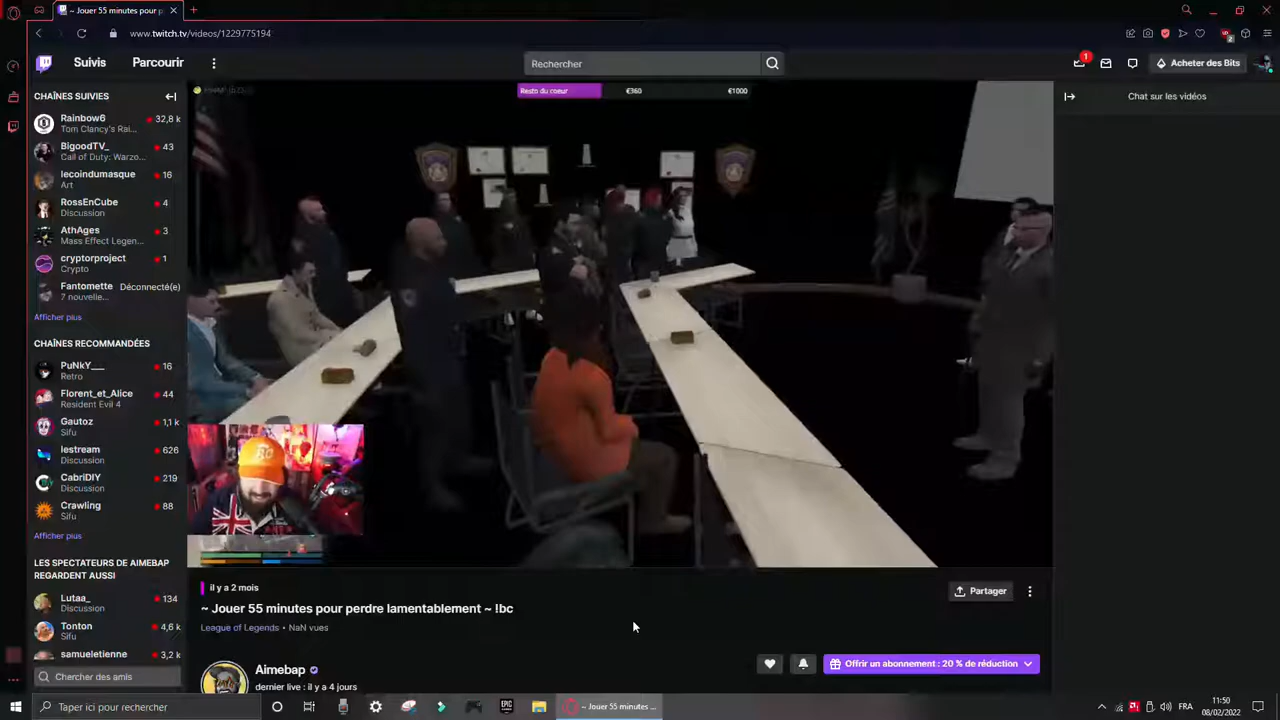 ~ Jouer 55 minutes pour p
www.twitch.tv/videos/1229775194
2
Suivis
Parcourir
Rechercher
1
Acheter des Bits
CHAÎNES SUIVIES
Rainbow6
32,8 k
Tom Clancy's Rai...
BigoodTV_
43
Call of Duty: Warzo...
lecoindumasque
16
Art
RossEnCube
4
Discussion
AthAges
3
Mass Effect Legen...
cryptorproject
1
Crypto
Fantomette
Déconnecté(e)
7 nouvelle...
Afficher plus
CHAÎNES RECOMMANDÉES
PuNkY___
16
Retro
Florent_et_Alice
44
Resident Evil 4
Gautoz
1,1 k
Sifu
lestream
626
Discussion
CabriDIY
219
Discussion
Crawling
88
Sifu
Afficher plus
LES SPECTATEURS DE AIMEBAP
REGARDENT AUSSI
Lutaa_
134
Discussion
Tonton
4,6 k
Sifu
samueletienne
3,2 k
Chercher des amis
Resto du coeur
€360
€1000
Chat sur les vidéos
il y a 2 mois
~ Jouer 55 minutes pour perdre lamentablement ~ !bc
League of Legends • NaN vues
Partager
Aimebap
dernier live : il y a 4 jours
Offrir un abonnement : 20 % de réduction
Taper ici pour rechercher
EPIC
~ Jouer 55 minutes ...
FRA
11:50
08/02/2022